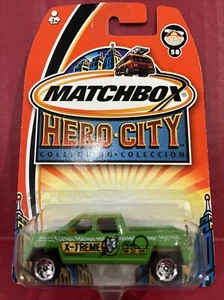 58
MATCHBOX
HERO·CITY
COLLECTION·COLECCIÓN
X-TREME